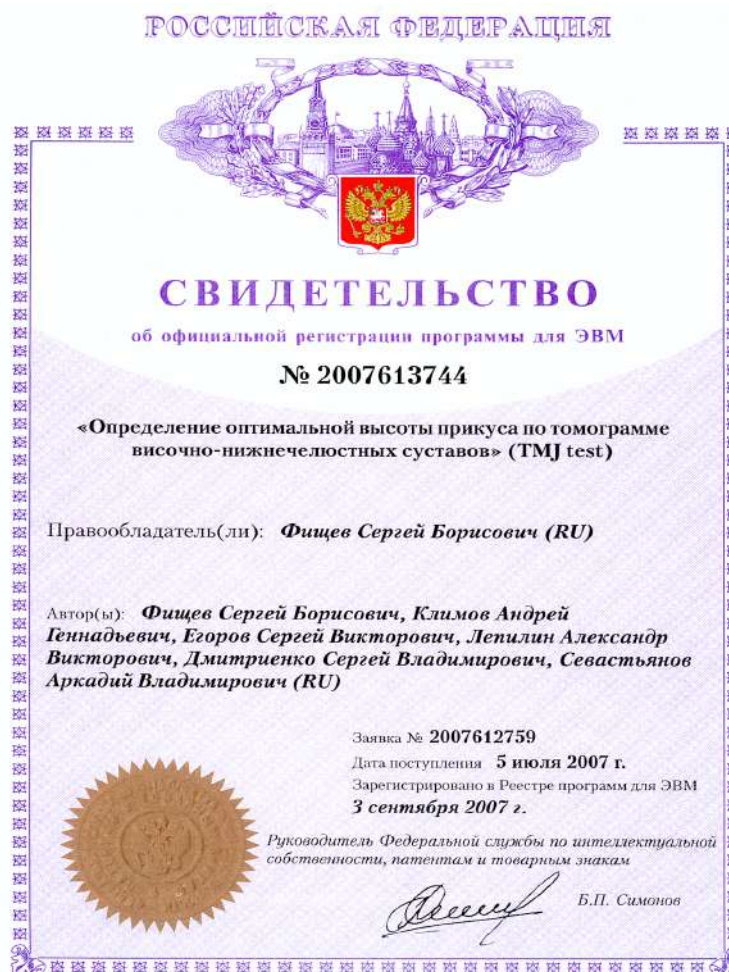 РОССИЙСКАЯ ФЕДЕРАЦИЯ
СВИДЕТЕЛЬСТВО
об официальной регистрации программы для ЭВМ
№ 2007613744
«Определение оптимальной высоты прикуса по томограмме
височно-нижнечелюстных суставов» (TMJ test)
Правообладатель(ли): Фищев Сергей Борисович (RU)
Автор(ы): Фищев Сергей Борисович, Климов Андрей
Геннадьевич, Егоров Сергей Викторович, Лепилин Александр
Викторович, Дмитриенко Сергей Владимирович, Севастьянов
Аркадий Владимирович (RU)
Заявка № 2007612759
Дата поступления 5 июля 2007 г.
Зарегистрировано в Реестре программ для ЭВМ
3 сентября 2007 г.
Руководитель Федеральной службы по интеллектуальной
собственности, патентам и товарным знакам
Б.П. Симонов